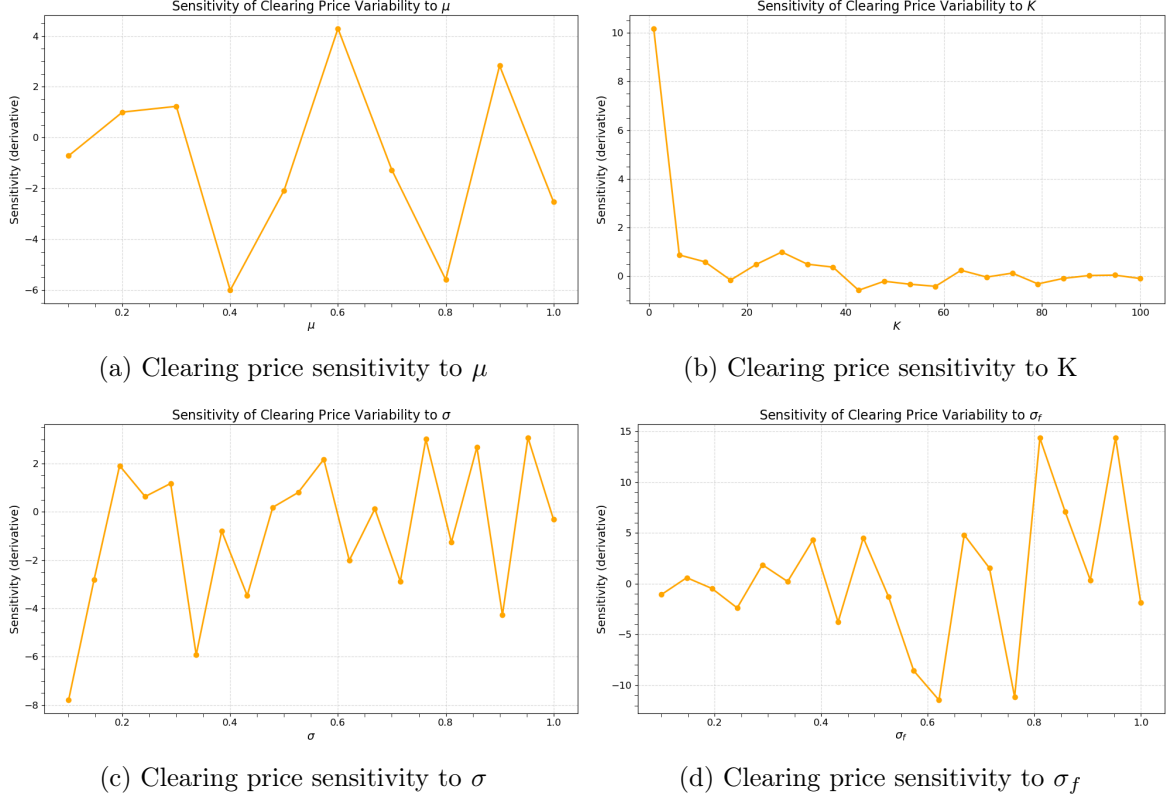 Sensitivity of Clearing Price Variability to μ
Sensitivity (derivative)
4
2
0
−2
−4
−6
0.2
0.4
0.6
0.8
1.0
μ
(a) Clearing price sensitivity to μ
Sensitivity of Clearing Price Variability to K
Sensitivity (derivative)
10
8
6
4
2
0
0
20
40
60
80
100
K
(b) Clearing price sensitivity to K
Sensitivity of Clearing Price Variability to σ
Sensitivity (derivative)
2
0
−2
−4
−6
−8
0.2
0.4
0.6
0.8
1.0
σ
(c) Clearing price sensitivity to σ
Sensitivity of Clearing Price Variability to σ_f
Sensitivity (derivative)
15
10
5
0
−5
−10
0.2
0.4
0.6
0.8
1.0
σ_f
(d) Clearing price sensitivity to σ_f